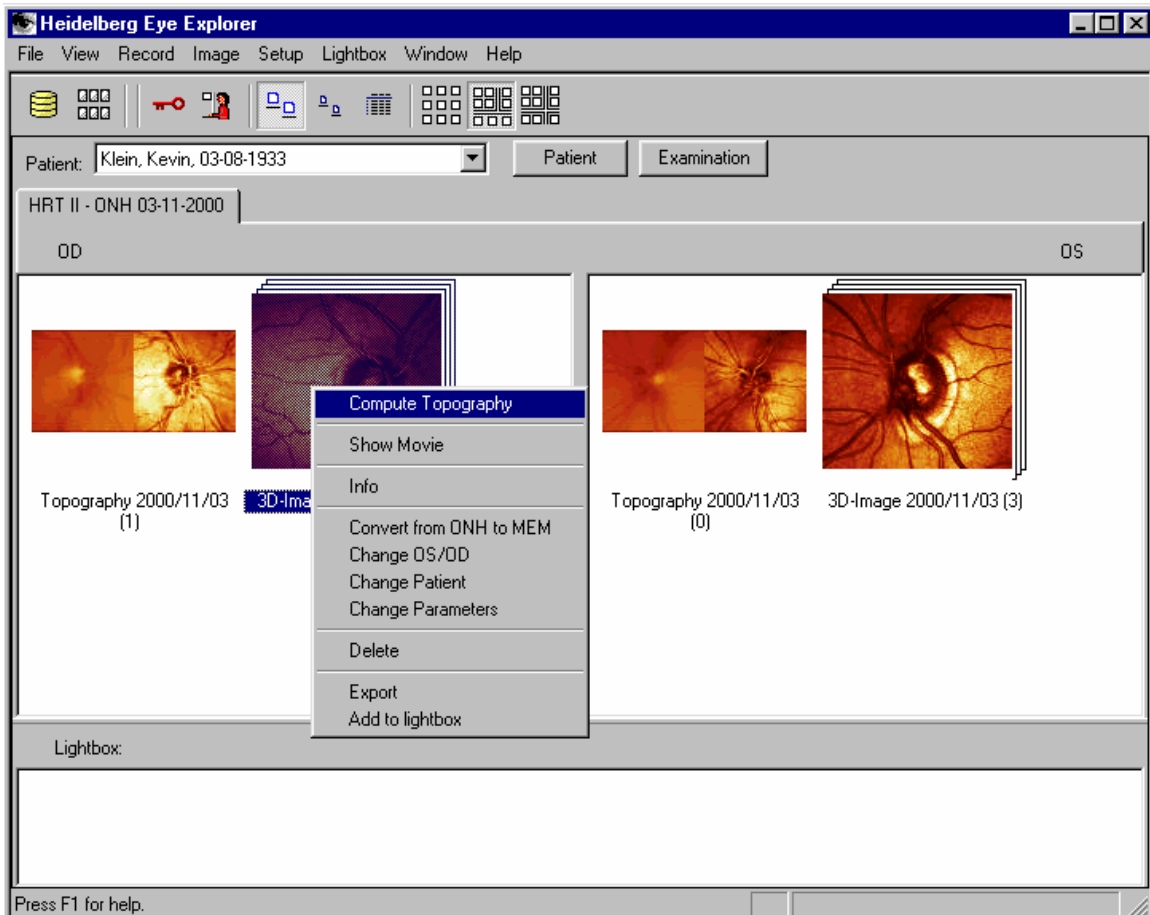 Heidelberg Eye Explorer
File View Record Image Setup Lightbox Window Help
Patient: Klein, Kevin, 03-08-1933 Patient Examination
HRT II - ONH 03-11-2000
OD OS
Topography 2000/11/03
(1)
3D-Ima
Compute Topography
Show Movie
Info
Convert from ONH to MEM
Change OS/OD
Change Patient
Change Parameters
Delete
Export
Add to lightbox
Topography 2000/11/03
(0)
3D-Image 2000/11/03 (3)
Lightbox:
Press F1 for help.